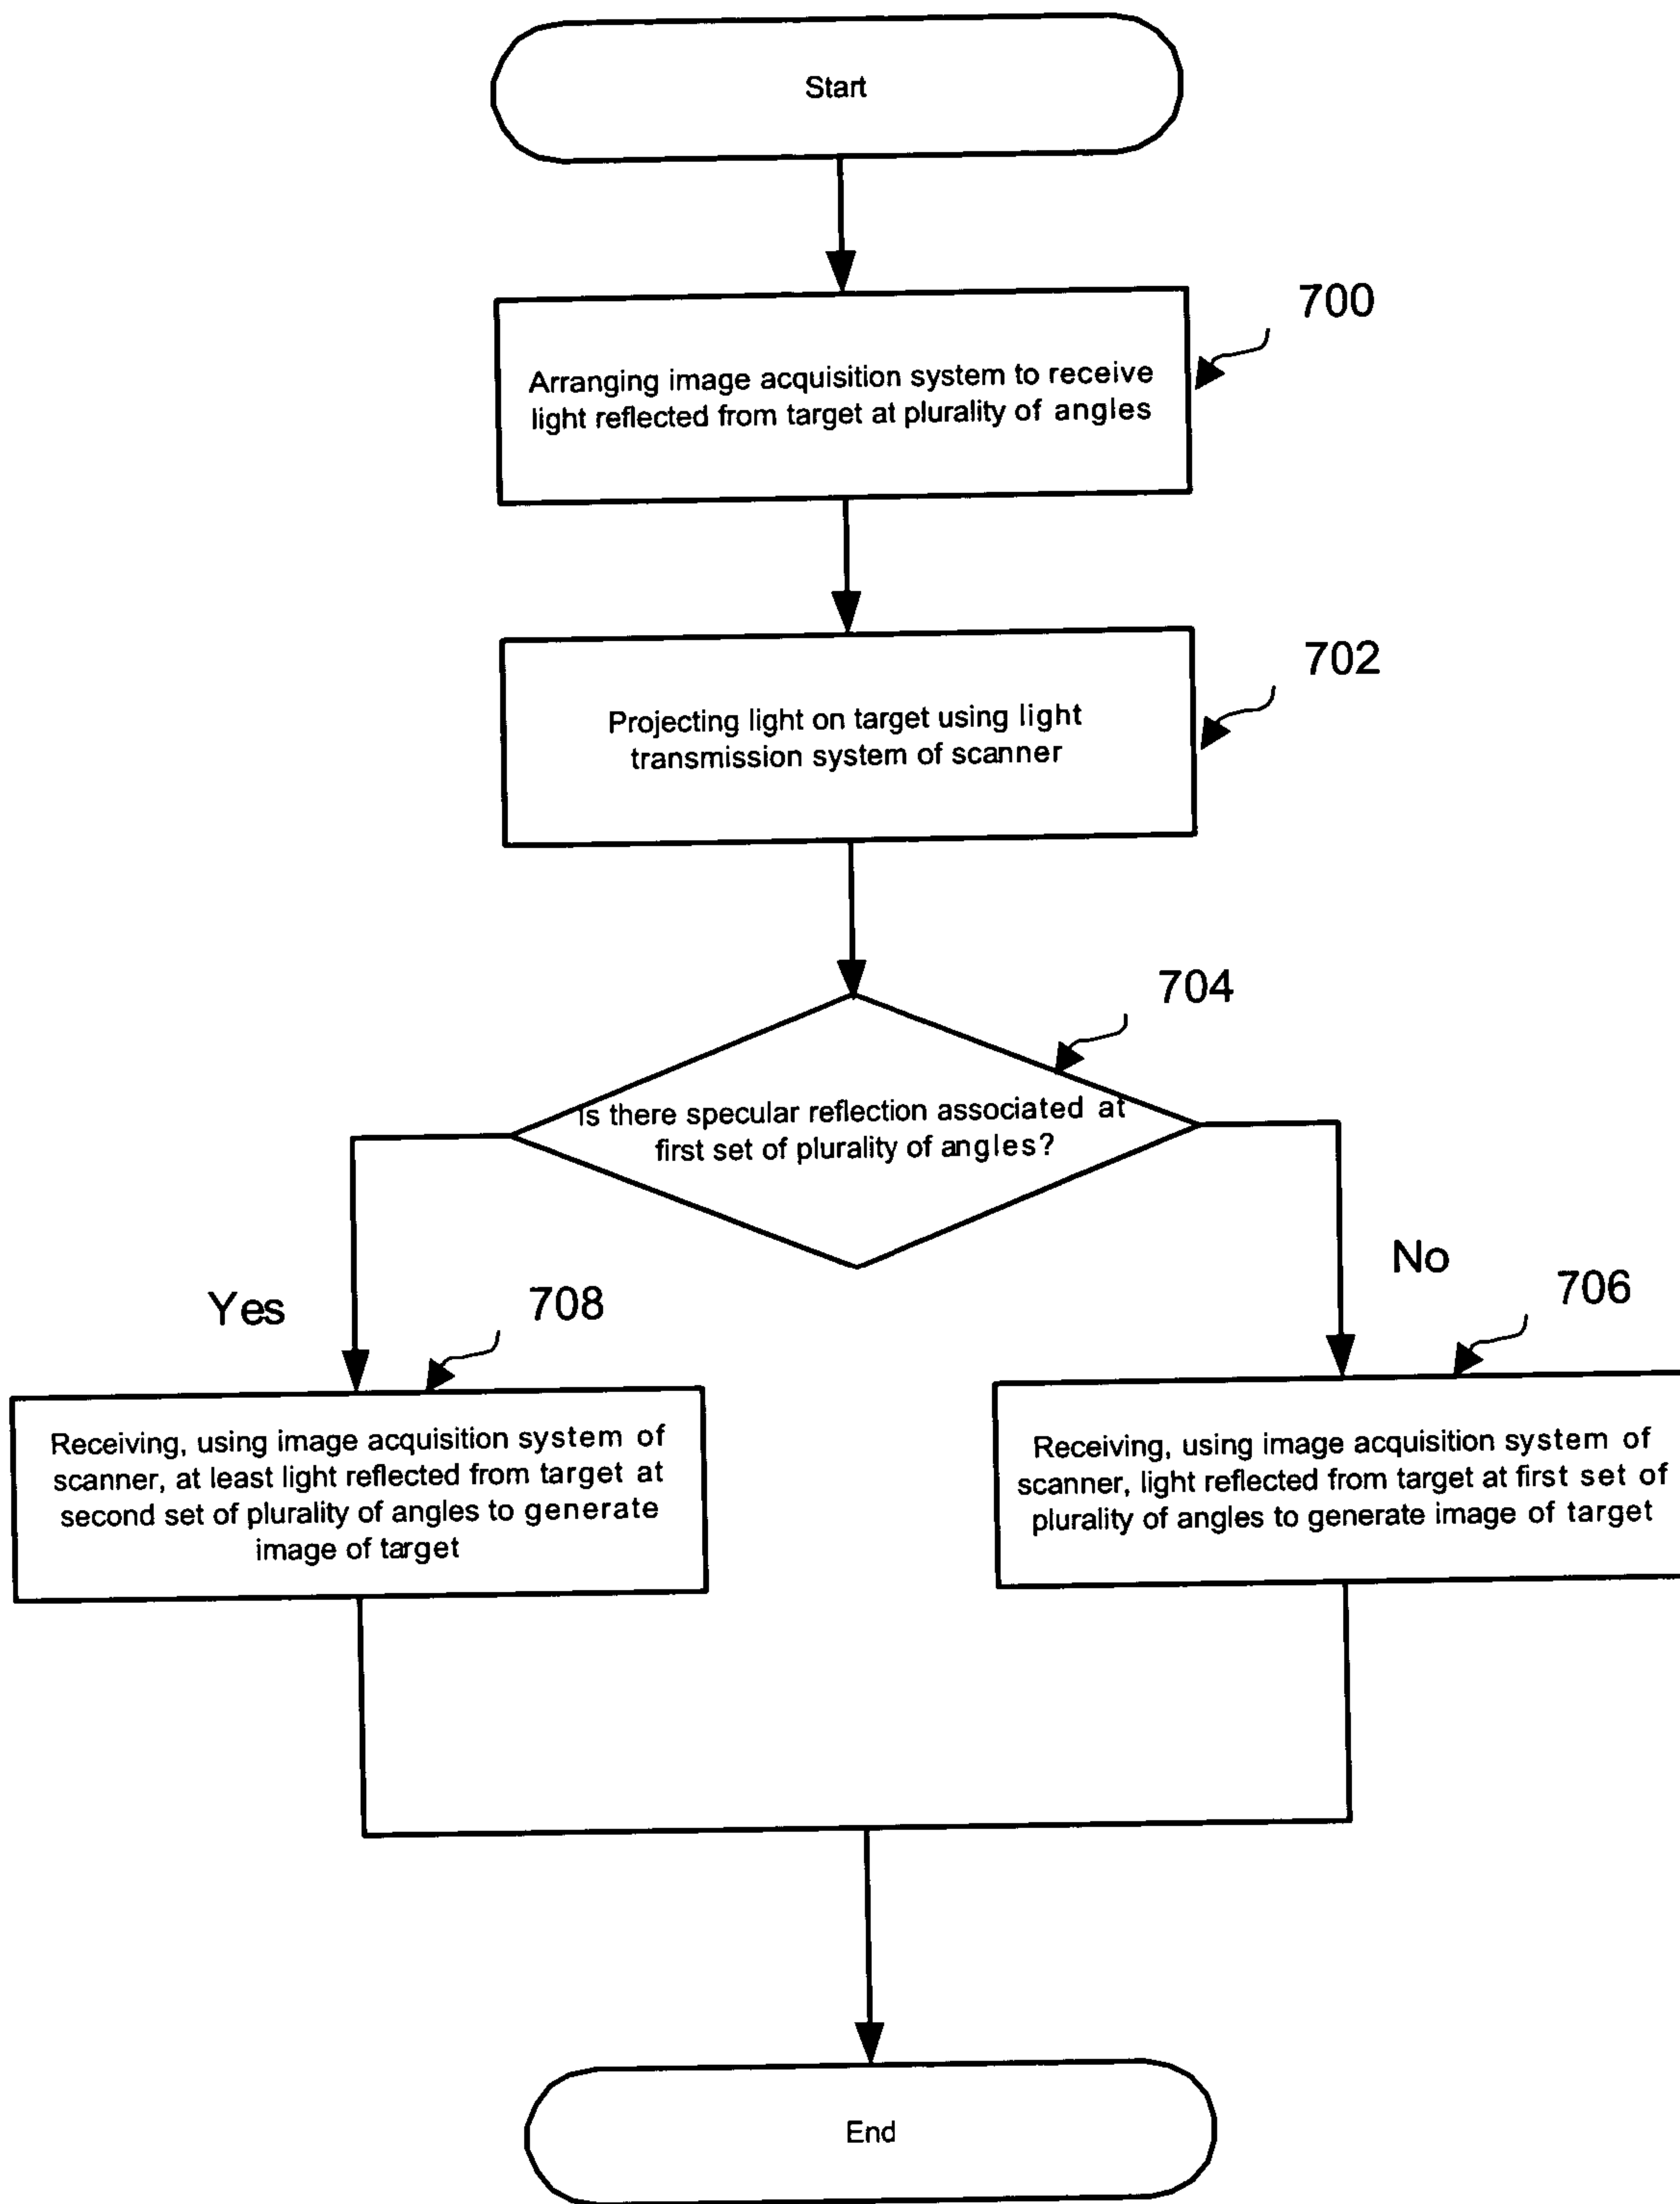 Start
700
Arranging image acquisition system to receive
light reflected from target at plurality of angles
702
Projecting light on target using light
transmission system of scanner
704
Is there specular reflection associated at
first set of plurality of angles?
Yes
No
708
706
Receiving, using image acquisition system of
scanner, at least light reflected from target at
second set of plurality of angles to generate
image of target
Receiving, using image acquisition system of
scanner, light reflected from target at first set of
plurality of angles to generate image of target
End